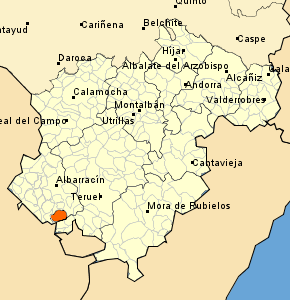 Quinto
atayud
Cariñena
Belchite
Caspe
Híjar
Daroca
Albalate del Arzobispo
Alcañiz
Cala
Andorra
Calamocha
Valderrobres
Montalbán
eal del Campo
Utrillas
Cantavieja
Albarracín
Teruel
Mora de Rubielos